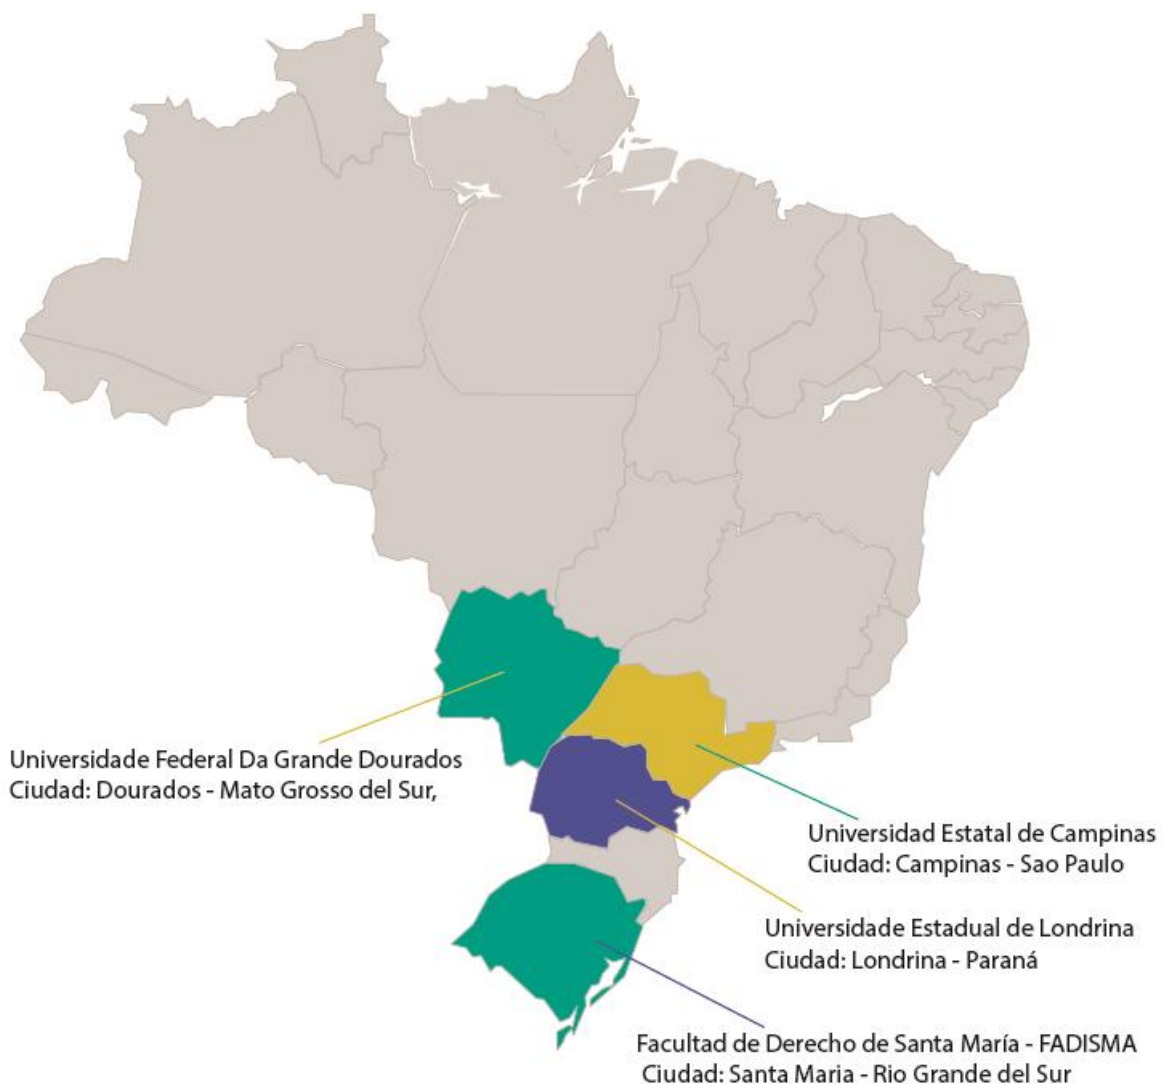 Universidade Federal Da Grande Dourados
Ciudad: Dourados - Mato Grosso del Sur,
Universidad Estatal de Campinas
Ciudad: Campinas - Sao Paulo
Universidade Estadual de Londrina
Ciudad: Londrina - Paraná
Facultad de Derecho de Santa María - FADISMA
Ciudad: Santa Maria - Rio Grande del Sur